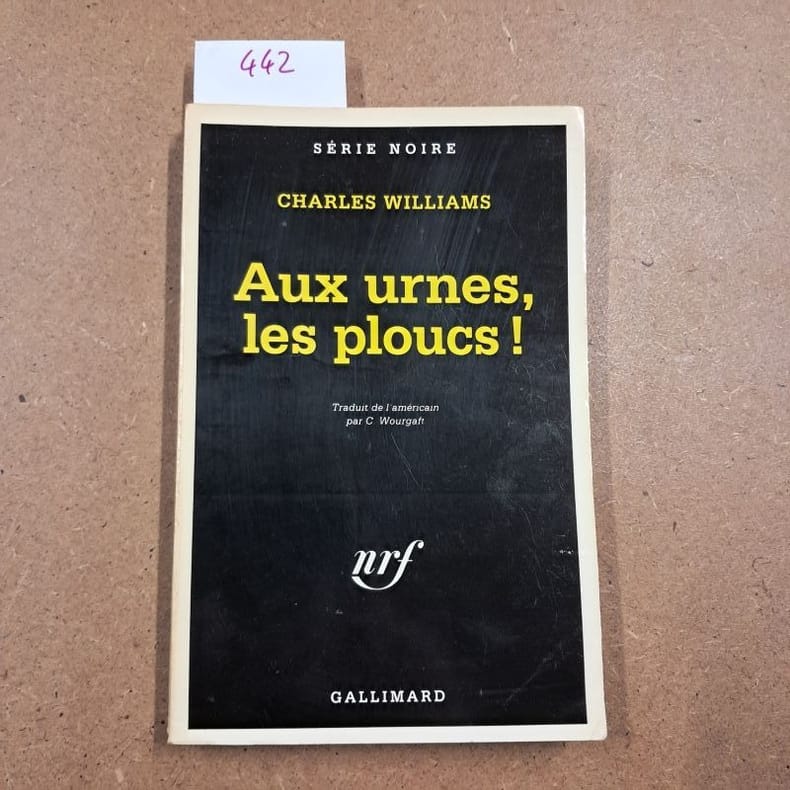 442
SÉRIE NOIRE
CHARLES WILLIAMS
Aux urnes,
les ploucs !
Traduit de l'américain
par C Wourgaft
nrf
GALLIMARD